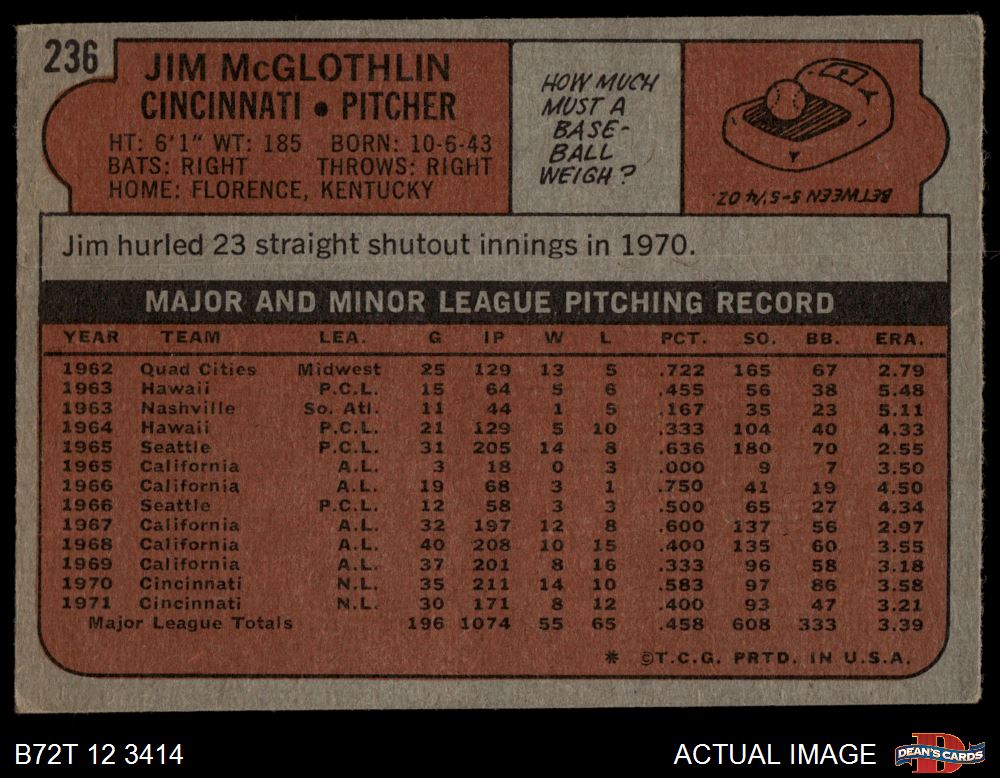 236
JIM McGLOTHLIN
CINCINNATI • PITCHER
HT: 6'1" WT: 185 BORN: 10-6-43
BATS: RIGHT THROWS: RIGHT
HOME: FLORENCE, KENTUCKY
HOW MUCH
MUST A
BASE-
BALL
WEIGH?
BETWEEN 5-5 1/4 OZ.
Jim hurled 23 straight shutout innings in 1970.
MAJOR AND MINOR LEAGUE PITCHING RECORD
YEAR TEAM LEA. G IP W L PCT. SO. BB. ERA.
1962 Quad Cities Midwest 25 129 13 5 .722 165 67 2.79
1963 Hawaii P.C.L. 15 64 5 6 .455 56 38 5.48
1963 Nashville So. Atl. 11 44 1 5 .167 35 23 5.11
1964 Hawaii P.C.L. 21 129 5 10 .333 104 40 4.33
1965 Seattle P.C.L. 31 205 14 8 .636 180 70 2.55
1965 California A.L. 3 18 0 3 .000 9 7 3.50
1966 California A.L. 19 68 3 1 .750 41 19 4.50
1966 Seattle P.C.L. 12 58 3 3 .500 65 27 4.34
1967 California A.L. 32 197 12 8 .600 137 56 2.97
1968 California A.L. 40 208 10 15 .400 135 60 3.55
1969 California A.L. 37 201 8 16 .333 96 58 3.18
1970 Cincinnati N.L. 35 211 14 10 .583 97 86 3.58
1971 Cincinnati N.L. 30 171 8 12 .400 93 47 3.21
Major League Totals 196 1074 55 65 .458 608 333 3.39
* ©T.C.G. PRTD. IN U.S.A.
B72T 12 3414
ACTUAL IMAGE
DEAN'S CARDS